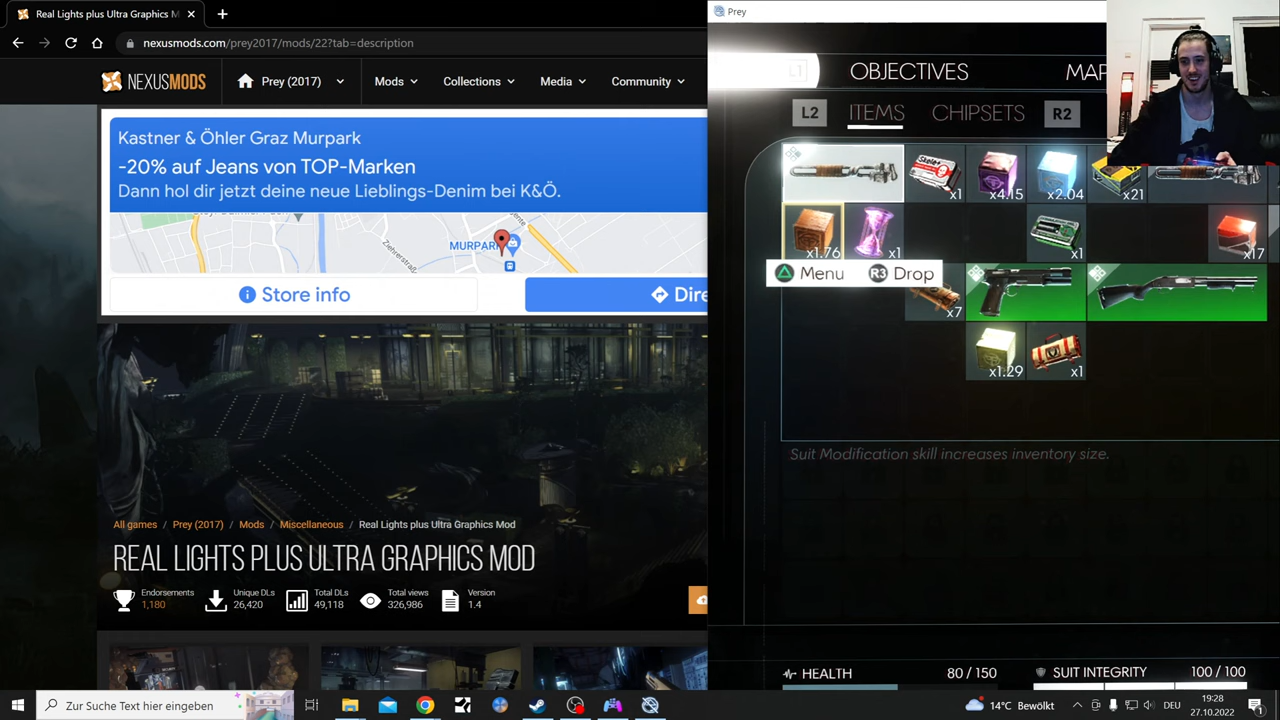 Real Lights plus Ultra Graphics M
nexusmods.com/prey2017/mods/22?tab=description
NEXUSMODS
Prey (2017)
Mods
Collections
Media
Community
Kastner & Öhler Graz Murpark
-20% auf Jeans von TOP-Marken
Dann hol dir jetzt deine neue Lieblings-Denim bei K&Ö.
Ziehrerstraße
MURPARK
Store info
Dire
All games / Prey (2017) / Mods / Miscellaneous / Real Lights plus Ultra Graphics Mod
REAL LIGHTS PLUS ULTRA GRAPHICS MOD
Endorsements
1,180
Unique DLs
26,420
Total DLs
49,118
Total views
326,986
Version
1.4
Prey
L1
OBJECTIVES
MAP
L2
ITEMS
CHIPSETS
R2
x1
x4.15
x2.04
x21
x1.76
x1
x1
x17
Menu
R3
Drop
x7
x1.29
x1
Suit Modification skill increases inventory size.
HEALTH
80 / 150
SUIT INTEGRITY
100 / 100
Zur Suche Text hier eingeben
14°C Bewölkt
DEU
19:28
27.10.2022
1